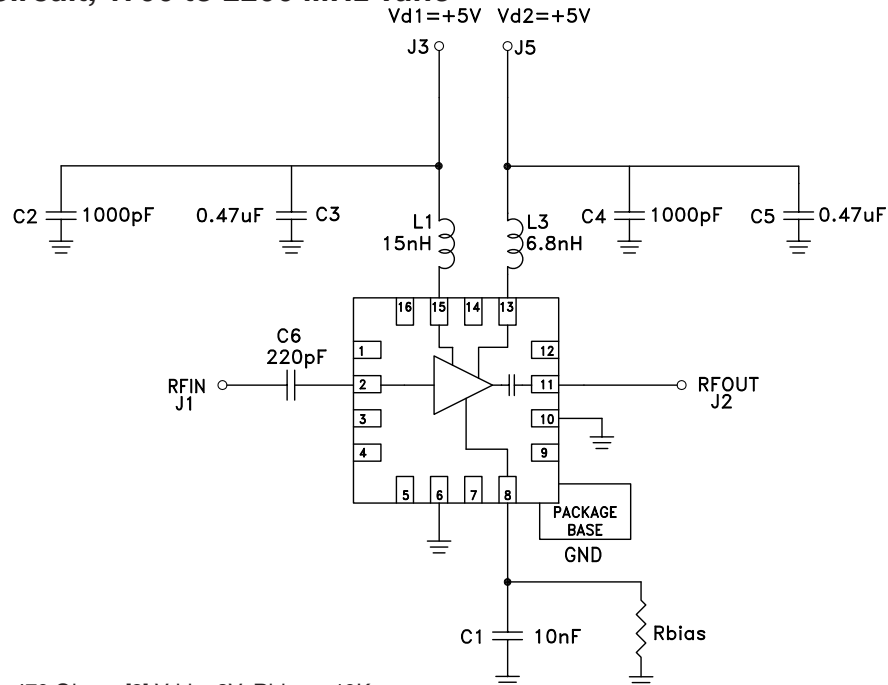 Vd1=+5V Vd2=+5V
J3 J5
C2 1000pF 0.47uF C3 C4 1000pF C5 0.47uF
L1
15nH
L3
6.8nH
16 15 14 13
C6
220pF
1 12
RFIN
J1
2 11
RFOUT
J2
3 10
4 9
5 6 7 8
PACKAGE
BASE
GND
C1 10nF Rbias